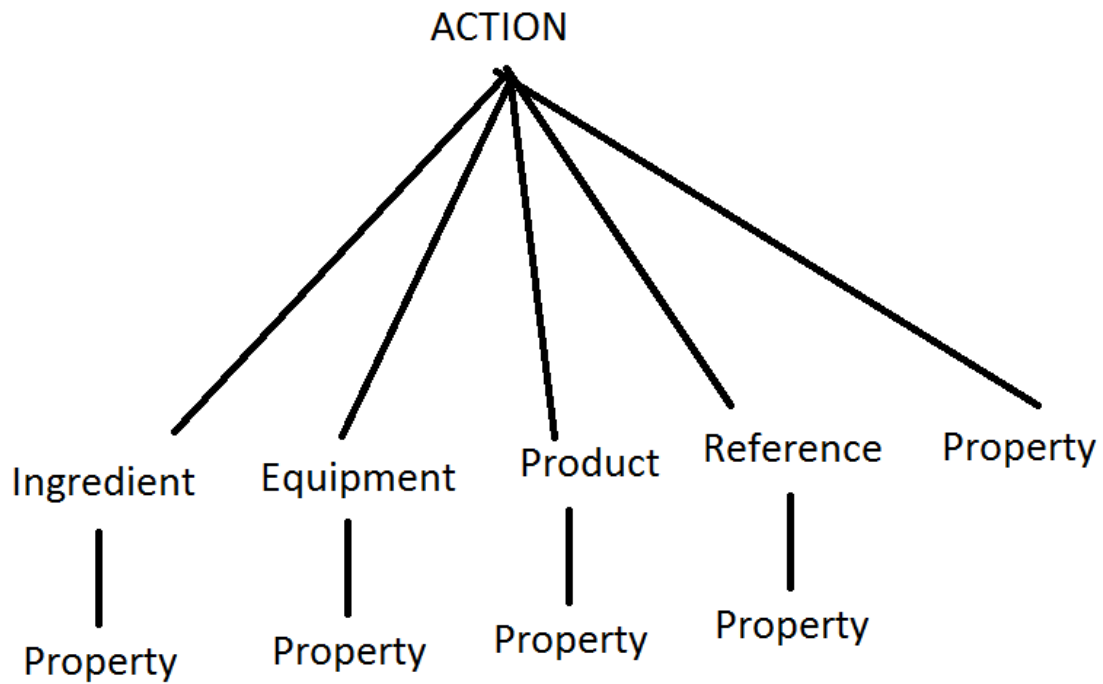 ACTION
Ingredient
Equipment
Product
Reference
Property
Property
Property
Property
Property